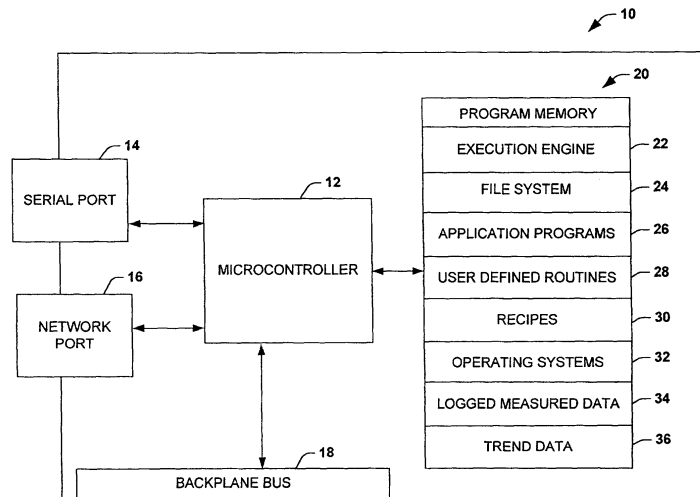 10
20
PROGRAM MEMORY
14
EXECUTION ENGINE
22
SERIAL PORT
12
FILE SYSTEM
24
APPLICATION PROGRAMS
26
MICROCONTROLLER
16
USER DEFINED ROUTINES
28
NETWORK
PORT
RECIPES
30
OPERATING SYSTEMS
32
LOGGED MEASURED DATA
34
TREND DATA
36
18
BACKPLANE BUS